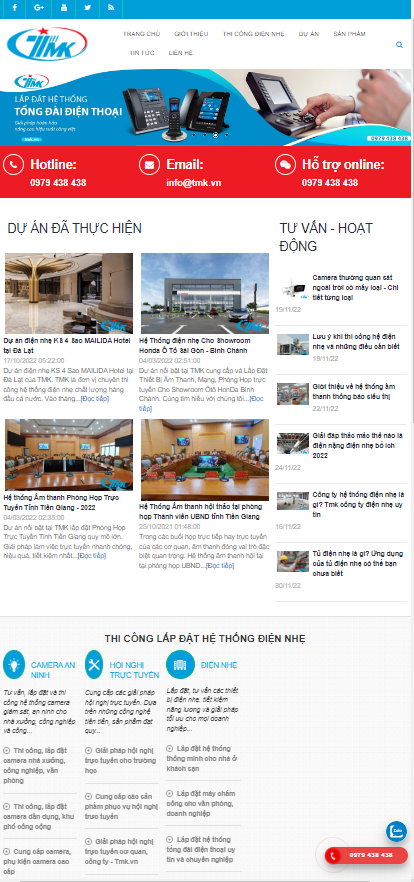 TMK
TRANG CHỦ GIỚI THIỆU THI CÔNG ĐIỆN NHẸ DỰ ÁN SẢN PHẨM
TIN TỨC LIÊN HỆ
TMK
LẮP ĐẶT HỆ THỐNG
TỔNG ĐÀI ĐIỆN THOẠI
Giải pháp hoàn hảo
nâng cao hiệu suất công việc
0979 438 438
Hotline:
0979 438 438
Email:
info@tmk.vn
Hỗ trợ online:
0979 438 438
DỰ ÁN ĐÃ THỰC HIỆN
Dự án điện nhẹ KS 4 Sao MAILIDA Hotel
tại Đà Lạt
17/10/2022 05:22:00
Dự án điện nhẹ KS 4 Sao MAILIDA Hotel tại
Đà Lạt của TMK. TMK là đơn vị chuyên thi
công hệ thống điện nhẹ chất lượng hàng
đầu cả nước. Vào tháng...[Đọc tiếp]
Hệ Thống điện nhẹ Cho Showroom
Honda Ô Tô Sài Gòn - Bình Chánh
04/03/2022 02:51:00
Dự án nổi bật tại TMK cung cấp và Lắp Đặt
Thiết Bị Âm Thanh, Mạng, Phòng Họp trực
tuyến Cho Showroom Ôtô HonDa Bình
Chánh. Cùng tìm hiểu với chúng tôi...[Đọc
tiếp]
Hệ thống Âm thanh Phòng Họp Trực
Tuyến Tỉnh Tiền Giang - 2022
04/03/2022 02:35:00
Dự án nổi bật tại TMK lắp đặt Phòng Họp
Trực Tuyến Tỉnh Tiền Giang quy mô lớn.
Giải pháp làm việc trực tuyến nhanh chóng,
hiệu quả, tiết kiệm nhất...[Đọc tiếp]
Hệ Thống Âm thanh hội thảo tại phòng
họp Thành viên UBND tỉnh Tiền Giang
25/10/2021 01:48:00
Trong các buổi họp trực tiếp hay trực tuyến
của các cơ quan, âm thanh đóng vai trò đặc
biệt quan trọng. Hệ thống âm thanh hội tại
tại phòng họp UBND...[Đọc tiếp]
TƯ VẤN - HOẠT
ĐỘNG
Camera thường quan sát
ngoài trời có mấy loại - Chi
tiết từng loại
19/11/22
Lưu ý khi thi công hệ điện
nhẹ và những điều cần biết
19/11/22
Giới thiệu về hệ thống âm
thanh thông báo siêu thị
22/11/22
Giải đáp thắc mắc thế nào là
điện nặng điện nhẹ bổ ích
2022
24/11/22
Công ty hệ thống điện nhẹ là
gì? Tmk công ty điện nhẹ uy
tín
16/11/22
Tủ điện nhẹ là gì? Ứng dụng
của tủ điện nhẹ có thể bạn
chưa biết
30/11/22
THI CÔNG LẮP ĐẶT HỆ THỐNG ĐIỆN NHẸ
CAMERA AN
NINH
Tư vấn, lắp đặt và thi
công hệ thống camera
giám sát, an ninh cho
nhà xưởng, công nghiệp
và công...
Thi công, lắp đặt
camera nhà xưởng,
công nghiệp, văn
phòng
Thi công, lắp đặt
camera dân dụng, khu
phố công cộng
Cung cấp camera,
phụ kiện camera cao
cấp
HỘI NGHỊ
TRỰC TUYẾN
Cung cấp các giải pháp
hội nghị trực tuyến. Dựa
trên những công nghệ
tiên tiến, sản phẩm đạt
quy...
Giải pháp hội nghị
trực tuyến cho trường
học
Cung cấp các sản
phẩm phục vụ hội nghị
trực tuyến
Giải pháp hội nghị
trực tuyến cơ quan,
công ty - Tmk.vn
ĐIỆN NHẸ
Lắp đặt, tư vấn các thiết
bị điện nhẹ, tiết kiệm
năng lượng và giải pháp
tối ưu cho mọi doanh
nghiệp...
Lắp đặt hệ thống
thông minh cho nhà ở
khách sạn
Lắp đặt máy chấm
công cho văn phòng,
doanh nghiệp
Lắp đặt hệ thống
tổng đài điện thoại uy
tín và chuyên nghiệp
Zalo
0979 438 438